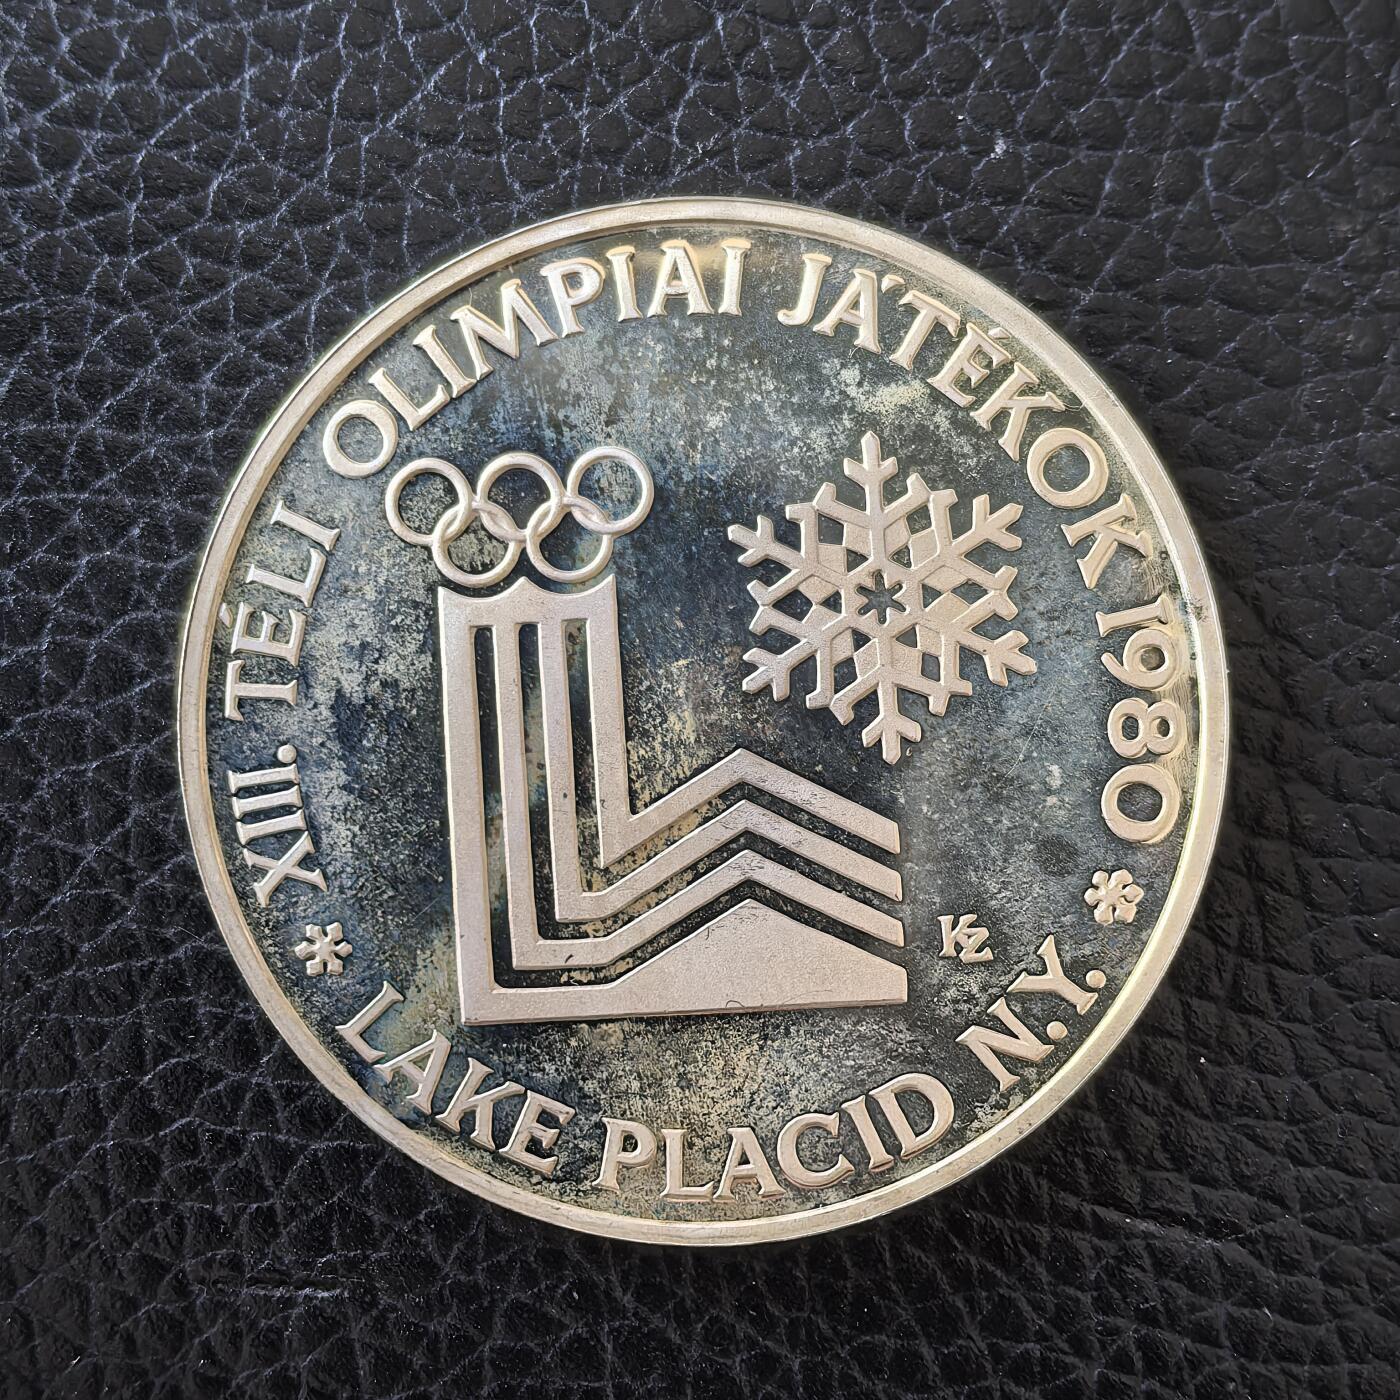 XIII. TÉLI OLIMPIAI JÁTÉKOK 1980
LAKE PLACID N.Y.
KZ